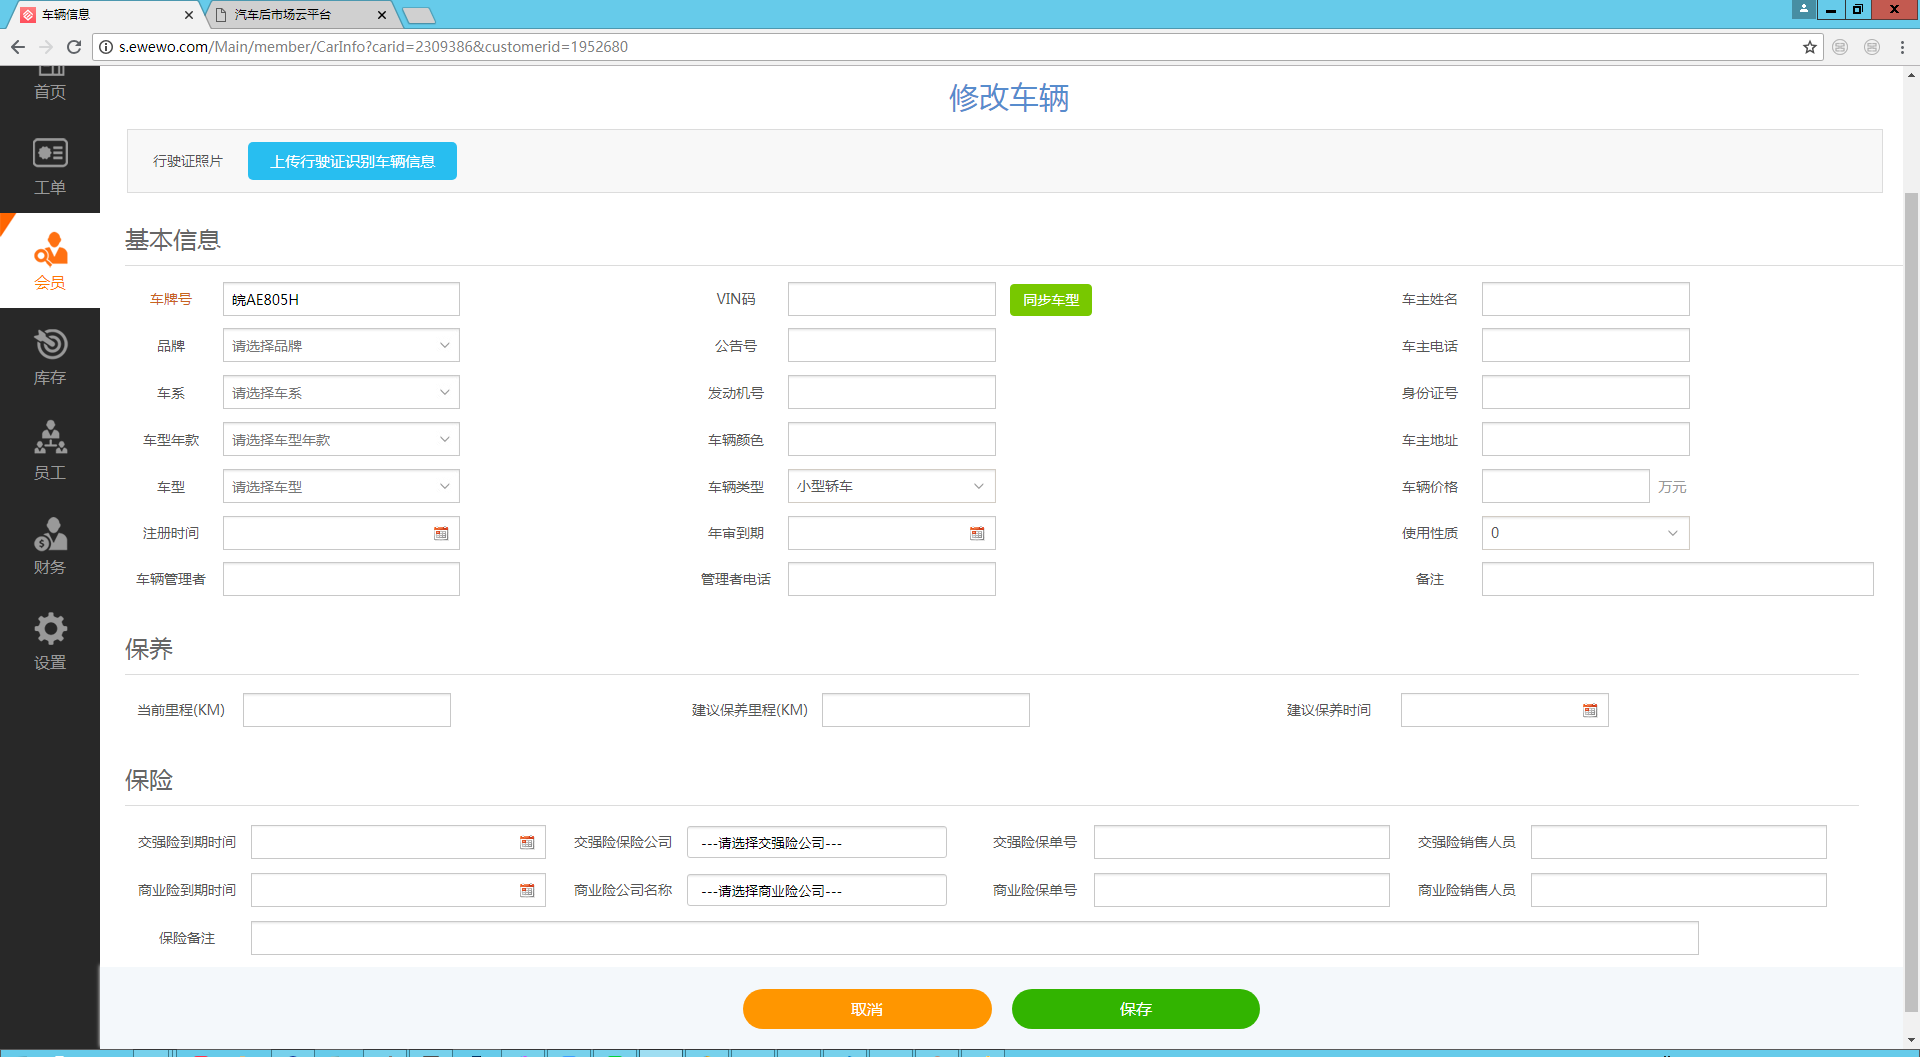 车辆信息
汽车后市场云平台
s.ewewo.com/Main/member/CarInfo?carid=2309386&customerid=1952680
首页
工单
会员
库存
员工
财务
设置
修改车辆
行驶证照片 上传行驶证识别车辆信息
基本信息
车牌号 皖AE805H VIN码 同步车型 车主姓名
品牌 请选择品牌 公告号 车主电话
车系 请选择车系 发动机号 身份证号
车型年款 请选择车型年款 车辆颜色 车主地址
车型 请选择车型 车辆类型 小型轿车 车辆价格 万元
注册时间 年审到期 使用性质 0
车辆管理者 管理者电话 备注
保养
当前里程(KM) 建议保养里程(KM) 建议保养时间
保险
交强险到期时间 交强险保险公司 ---请选择交强险公司--- 交强险保单号 交强险销售人员
商业险到期时间 商业险公司名称 ---请选择商业险公司--- 商业险保单号 商业险销售人员
保险备注
取消 保存